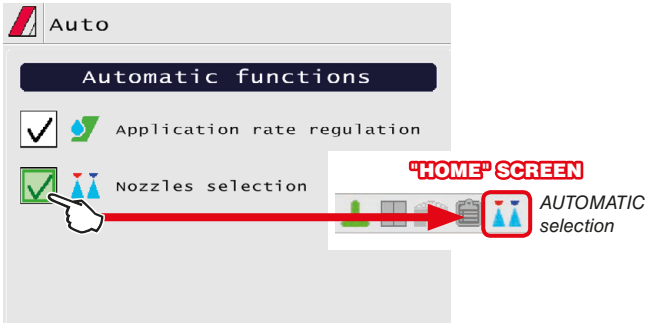 Auto
Automatic functions
Application rate regulation
Nozzles selection
"HOME" SCREEN
AUTOMATIC
selection